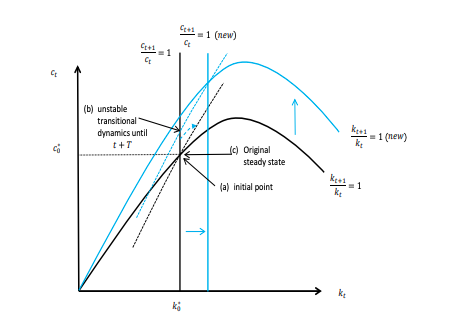 c_{t+1}/c_t = 1 (new)
c_{t+1}/c_t = 1
c_t
(b) unstable
transitional
dynamics until
t + T
c_0^*
(c) Original
steady state
(a) initial point
k_{t+1}/k_t = 1 (new)
k_{t+1}/k_t = 1
k_t
k_0^*